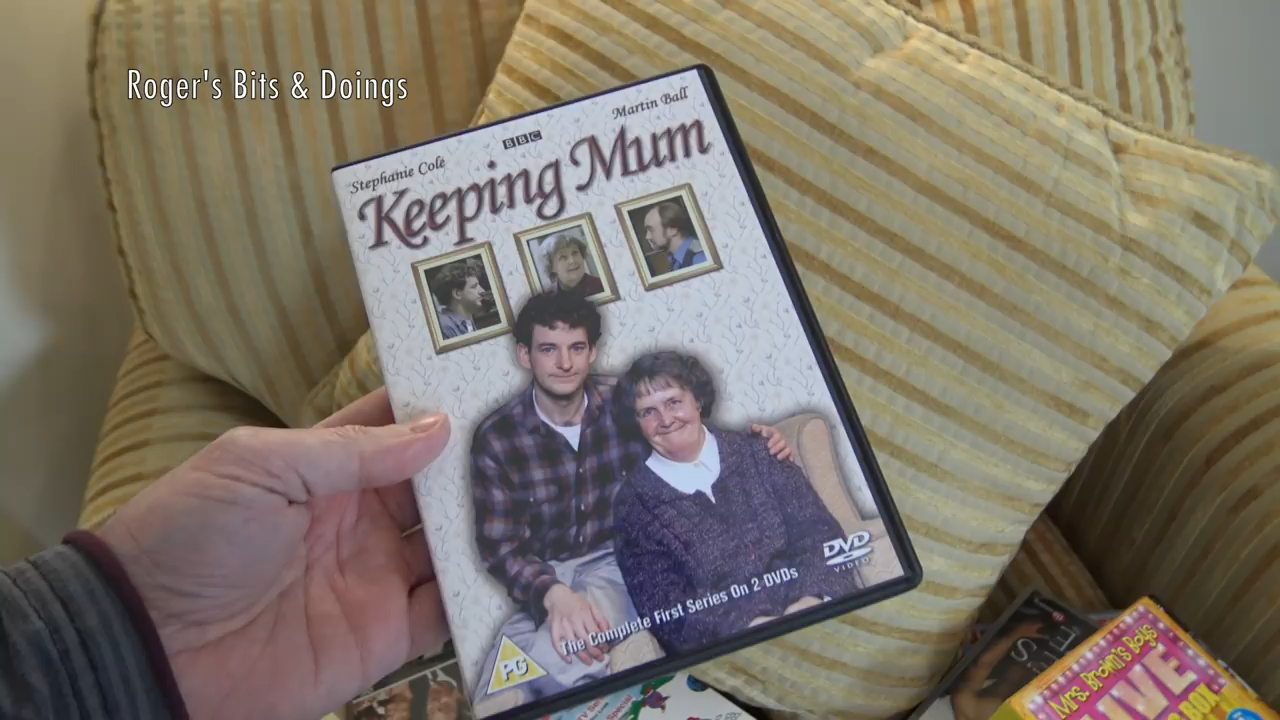 Roger's Bits & Doings
Stephanie Cole
BBC
Martin Ball
Keeping Mum
DVD
VIDEO
The Complete First Series On 2 DVDs
PG
Mrs. Brown's Boys
LIVE
BOX